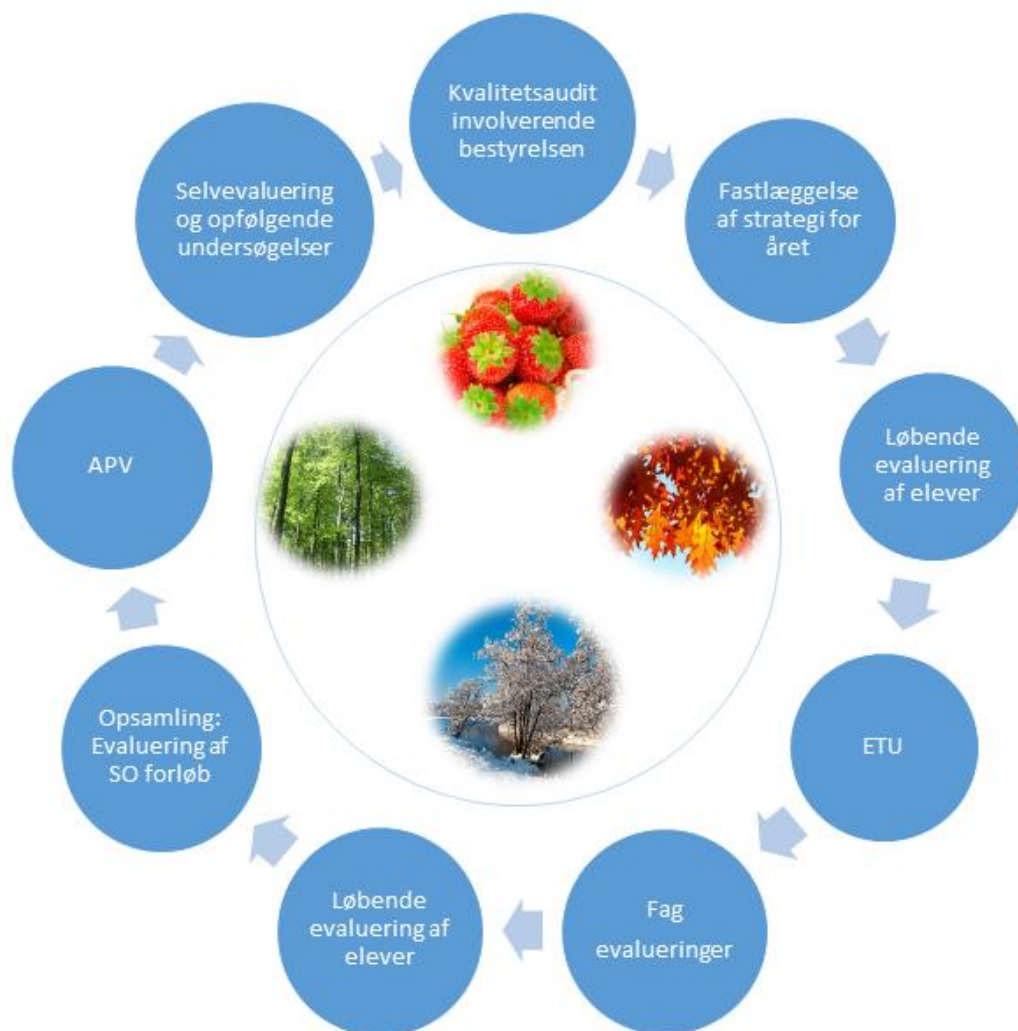 Kvalitetsaudit
involverende
bestyrelsen
Fastlæggelse
af strategi for
året
Løbende
evaluering
af elever
ETU
Fag
evalueringer
Løbende
evaluering af
elever
Opsamling:
Evaluering af
SO forløb
APV
Selvevaluering
og opfølgende
undersøgelser